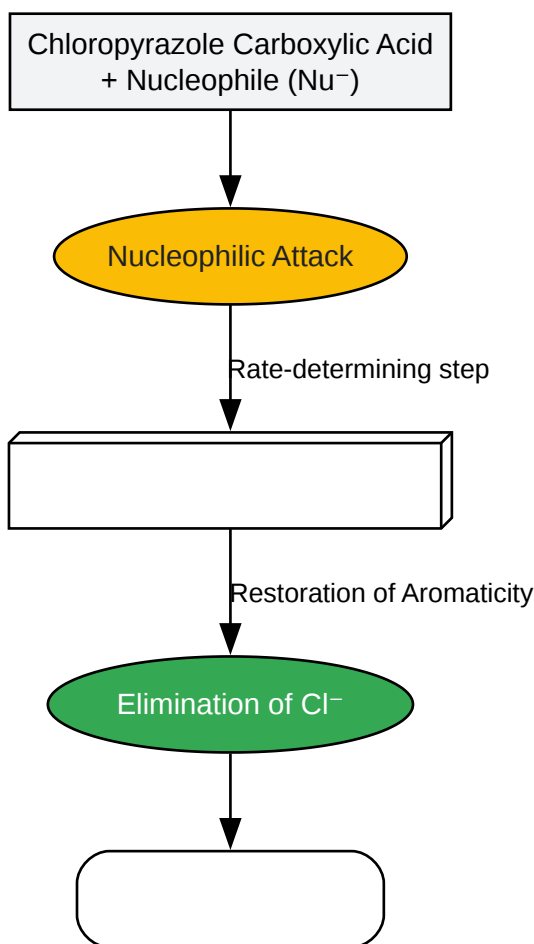 Chloropyrazole Carboxylic Acid
+ Nucleophile (Nu⁻)
Nucleophilic Attack
Rate-determining step
Restoration of Aromaticity
Elimination of Cl⁻